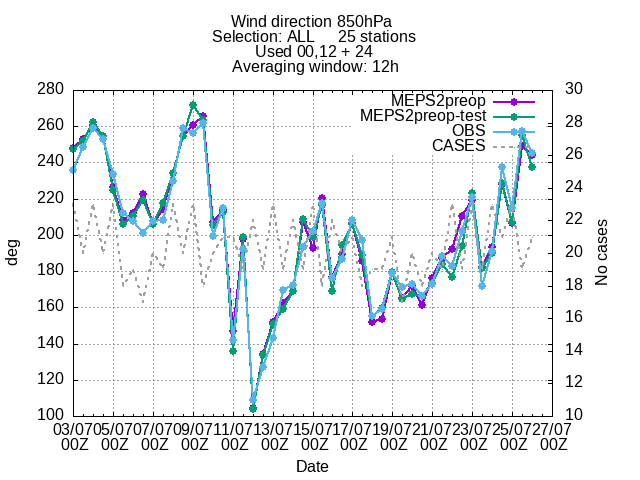 Wind direction 850hPa
Selection: ALL 25 stations
Used 00,12 + 24
Averaging window: 12h
MEPS2preop
MEPS2preop-test
OBS
CASES
deg
280
260
240
220
200
180
160
140
120
100
No cases
30
28
26
24
22
20
18
16
14
12
10
03/07 05/07 07/07 09/07 11/07 13/07 15/07 17/07 19/07 21/07 23/07 25/07 27/07
00Z 00Z 00Z 00Z 00Z 00Z 00Z 00Z 00Z 00Z 00Z 00Z 00Z
Date